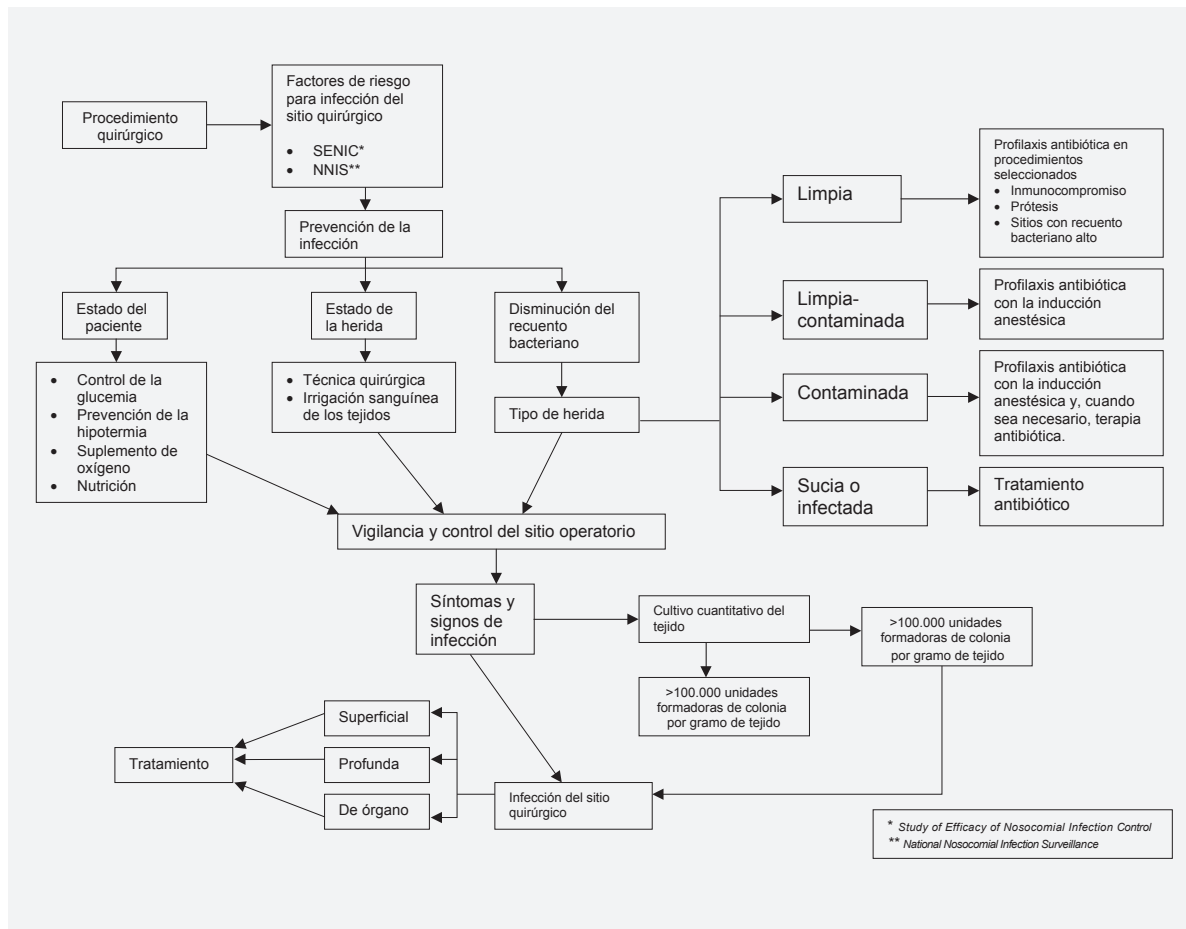 Procedimiento
quirúrgico
Factores de riesgo
para infección del
sitio quirúrgico
• SENIC*
• NNIS**
Prevención de la
infección
Estado del
paciente
Estado de
la herida
Disminución del
recuento
bacteriano
• Control de la
glucemia
• Prevención de la
hipotermia
• Suplemento de
oxígeno
• Nutrición
• Técnica quirúrgica
• Irrigación sanguínea
de los tejidos
Tipo de herida
Limpia
Profilaxis antibiótica en
procedimientos
seleccionados
• Inmunocompromiso
• Prótesis
• Sitios con recuento
bacteriano alto
Limpia-
contaminada
Profilaxis antibiótica
con la inducción
anestésica
Contaminada
Profilaxis antibiótica
con la inducción
anestésica y, cuando
sea necesario, terapia
antibiótica.
Sucia o
infectada
Tratamiento
antibiótico
Vigilancia y control del sitio operatorio
Síntomas y
signos de
infección
Cultivo cuantitativo del
tejido
>100.000 unidades
formadoras de colonia
por gramo de tejido
>100.000 unidades
formadoras de colonia
por gramo de tejido
Superficial
Tratamiento
Profunda
De órgano
Infección del sitio
quirúrgico
* Study of Efficacy of Nosocomial Infection Control
** National Nosocomial Infection Surveillance